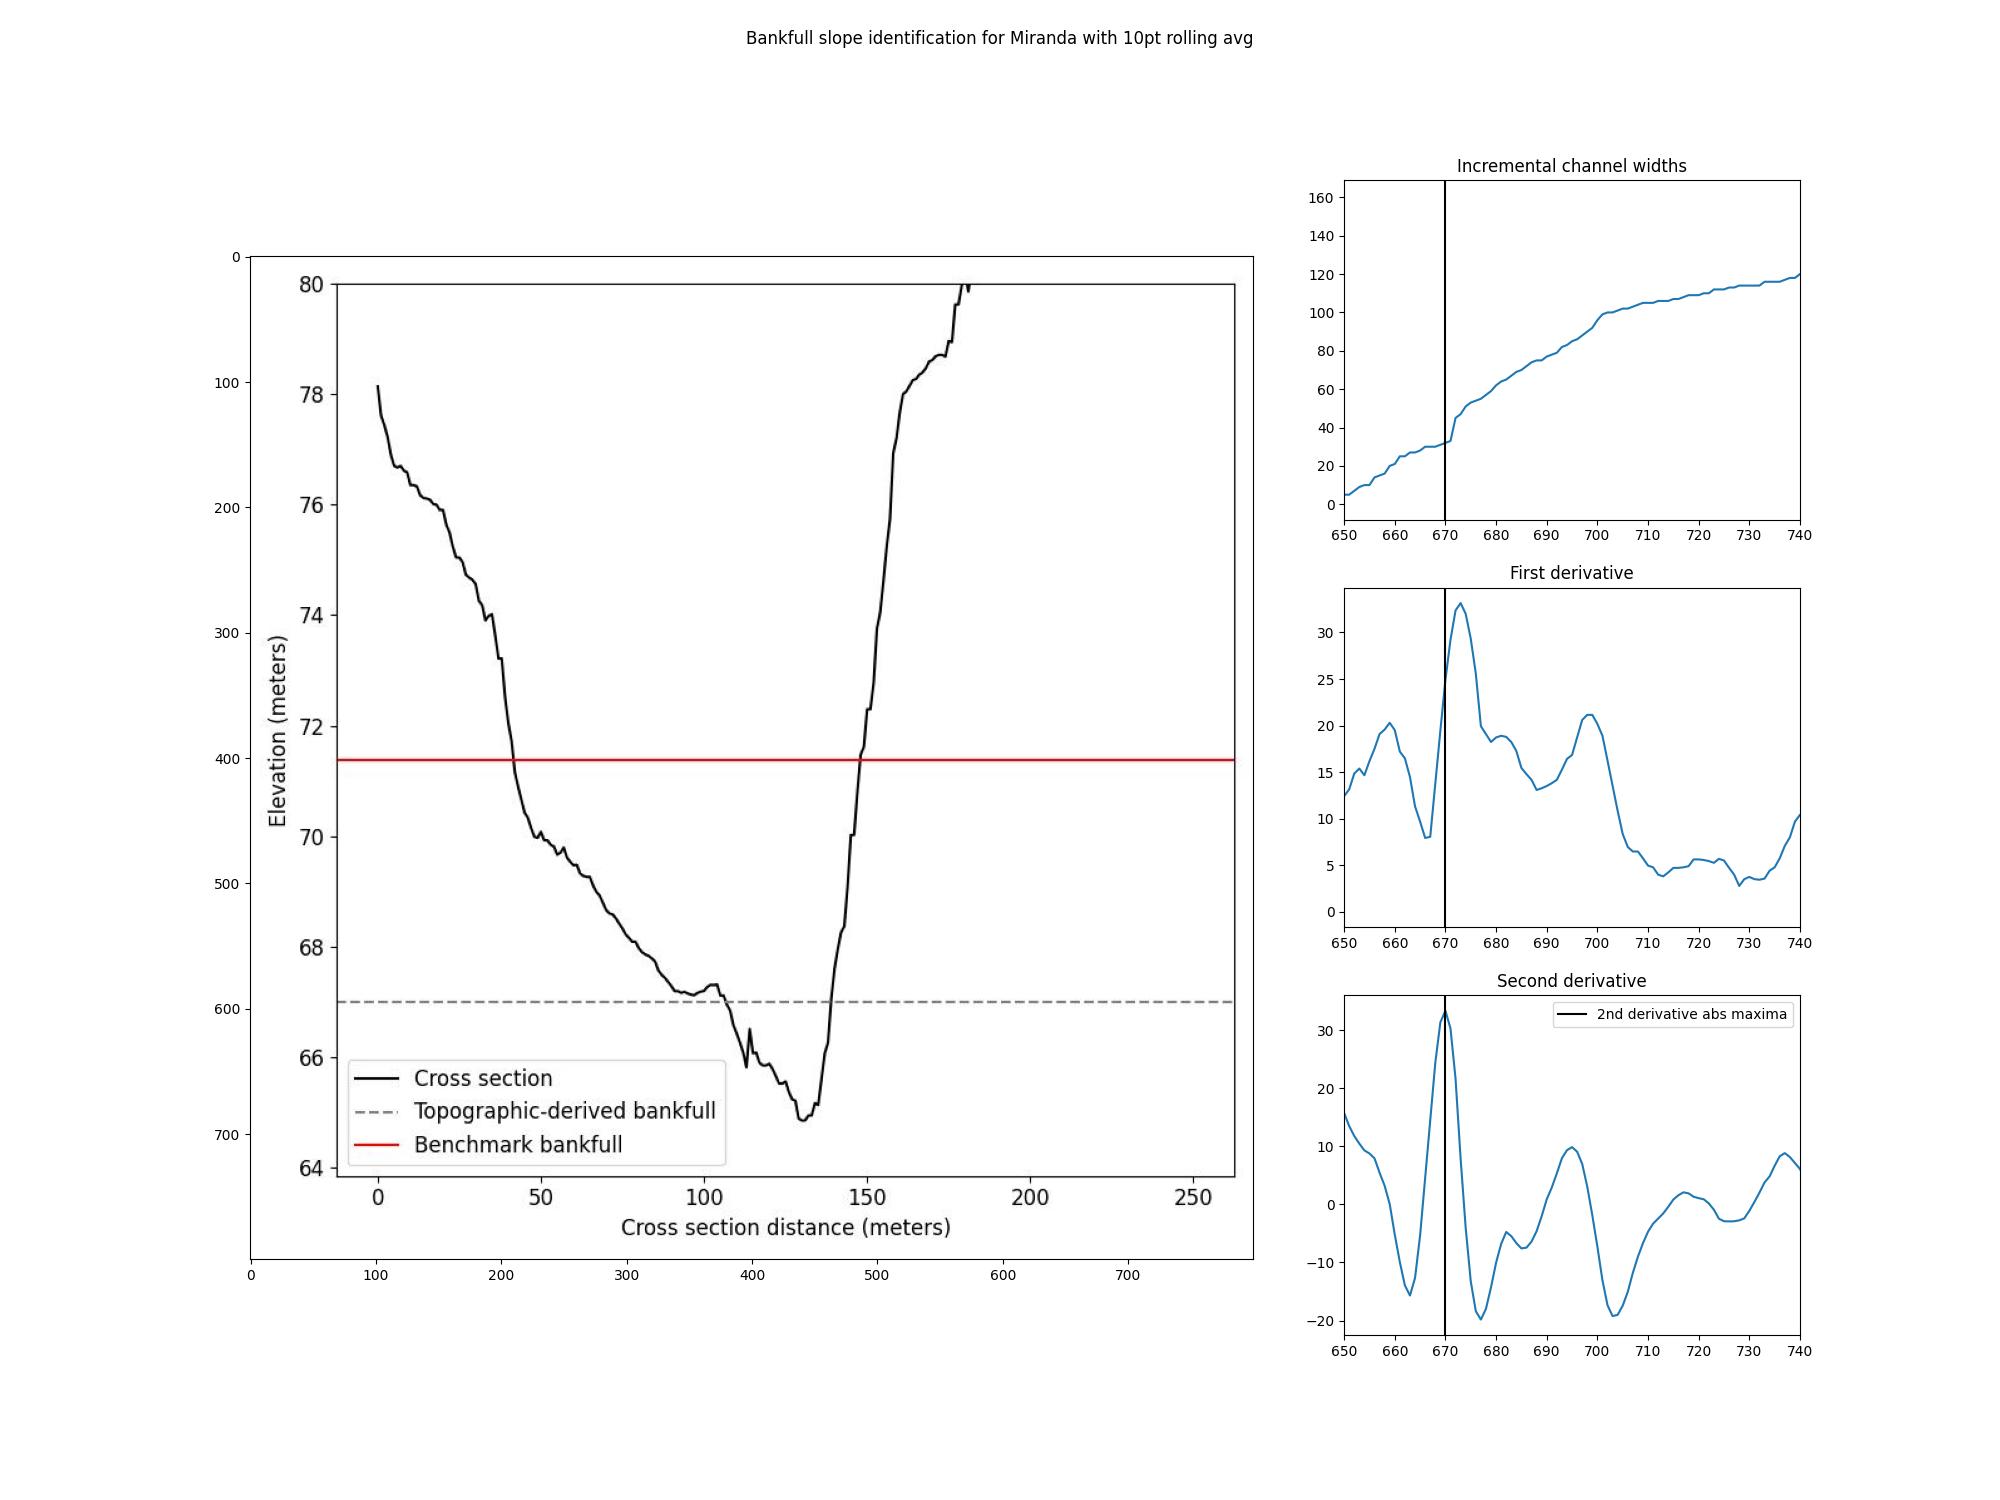 Bankfull slope identification for Miranda with 10pt rolling avg
0
100
200
300
400
500
600
700
80
78
76
74
72
70
68
66
64
Elevation (meters)
Cross section
Topographic-derived bankfull
Benchmark bankfull
0 50 100 150 200 250
Cross section distance (meters)
0 100 200 300 400 500 600 700
Incremental channel widths
160
140
120
100
80
60
40
20
0
650 660 670 680 690 700 710 720 730 740
First derivative
30
25
20
15
10
5
0
650 660 670 680 690 700 710 720 730 740
Second derivative
2nd derivative abs maxima
30
20
10
0
−10
−20
650 660 670 680 690 700 710 720 730 740